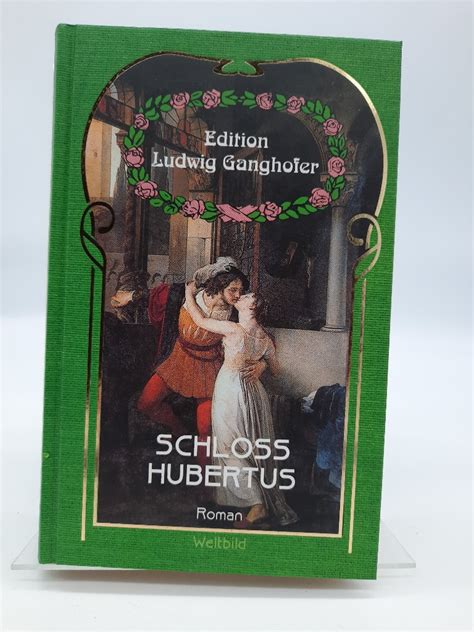 Edition
Ludwig Ganghofer
SCHLOSS
HUBERTUS
Roman
Weltbild